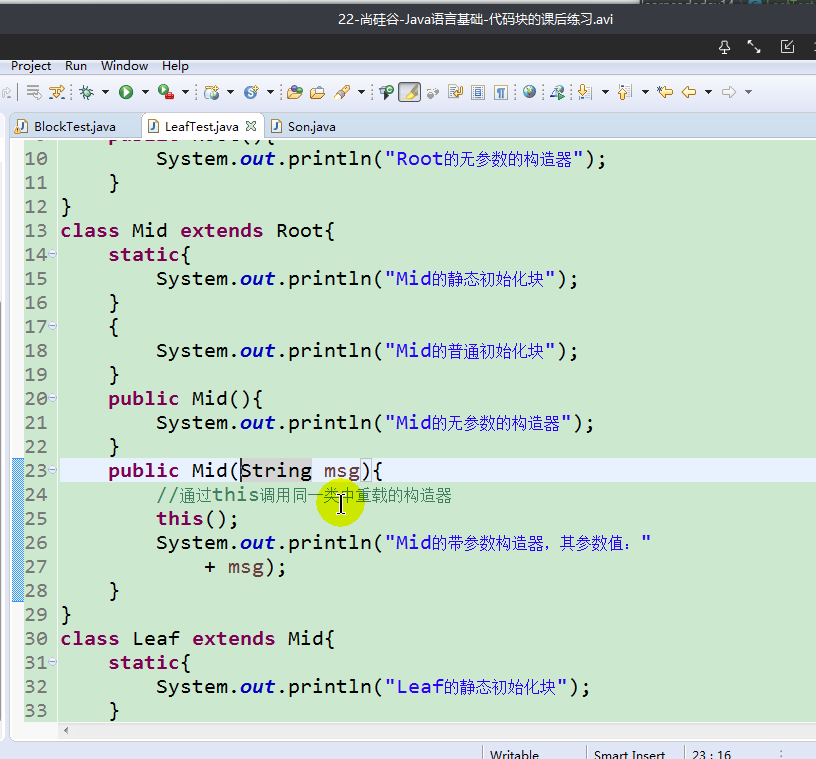 22-尚硅谷-Java语言基础-代码块的课后练习.avi
Project Run Window Help
BlockTest.java LeafTest.java Son.java
10 System.out.println("Root的无参数的构造器");
11 }
12 }
13 class Mid extends Root{
14 static{
15 System.out.println("Mid的静态初始化块");
16 }
17 {
18 System.out.println("Mid的普通初始化块");
19 }
20 public Mid(){
21 System.out.println("Mid的无参数的构造器");
22 }
23 public Mid(String msg){
24 //通过this调用同一类中重载的构造器
25 this();
26 System.out.println("Mid的带参数构造器，其参数值："
27 + msg);
28 }
29 }
30 class Leaf extends Mid{
31 static{
32 System.out.println("Leaf的静态初始化块");
33 }
Writable Smart Insert 23 : 16